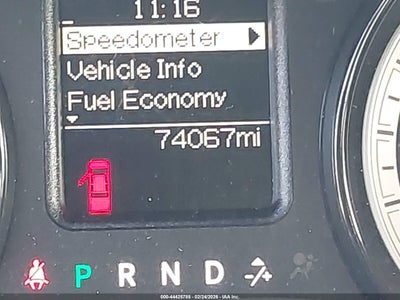 11:16
Speedometer
Vehicle Info
Fuel Economy
74067mi
P R N D
000-44425785 - 02/24/2026 - IAA Inc.